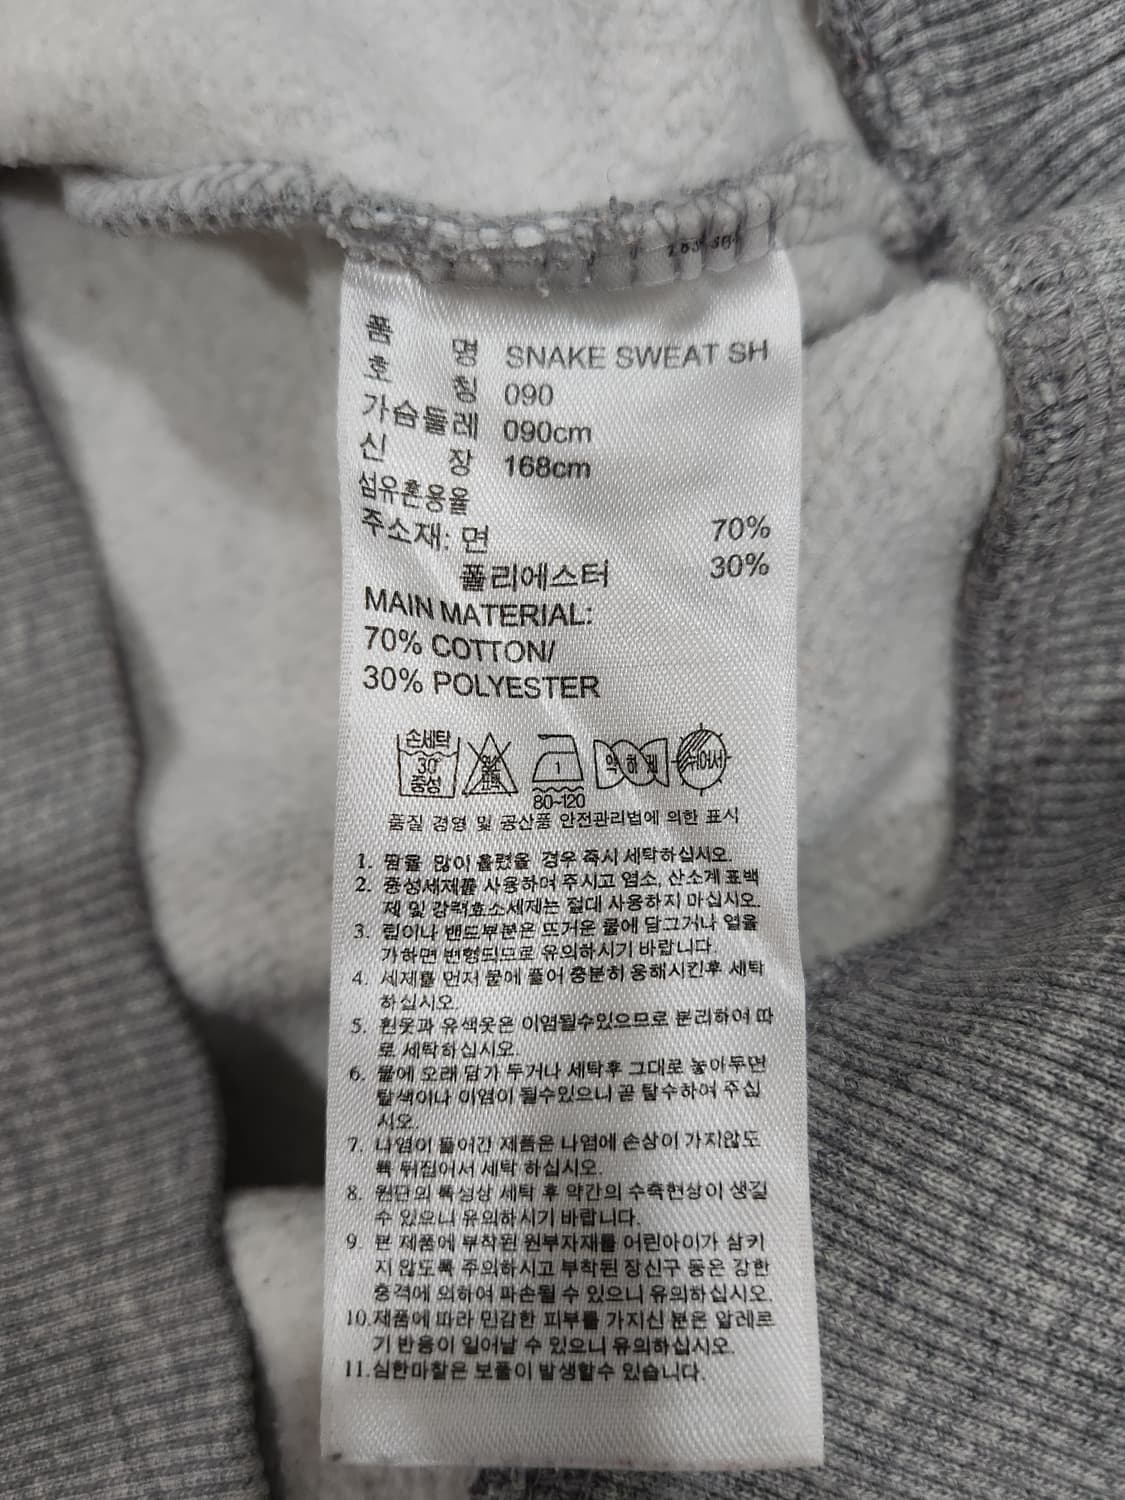 품 명 SNAKE SWEAT SH
호 칭 090
가슴둘레 090cm
신 장 168cm
섬유혼용율
주소재: 면 70%
폴리에스터 30%
MAIN MATERIAL:
70% COTTON/
30% POLYESTER
손세탁 30 중성 1 80~120 약하게
품질 경영 및 공산품 안전관리법에 의한 표시
1. 땀을 많이 흘렸을 경우 즉시 세탁하십시오.
2. 중성세제를 사용하여 주시고 염소, 산소계 표백
제 및 강력효소세제는 절대 사용하지 마십시오.
3. 립이나 밴드부분은 뜨거운 물에 담그거나 열을
가하면 변형되므로 유의하시기 바랍니다.
4. 세제를 먼저 물에 풀어 충분히 용해시킨후 세탁
하십시오.
5. 흰옷과 유색옷은 이염될수있으므로 분리하여 따
로 세탁하십시오.
6. 물에 오래 담가 두거나 세탁후 그대로 놓아두면
탈색이나 이염이 될수있으니 곧 탈수하여 주십
시오.
7. 나염이 들어간 제품은 나염에 손상이 가지않도
록 뒤집어서 세탁 하십시오.
8. 원단의 특성상 세탁 후 약간의 수축현상이 생길
수 있으니 유의하시기 바랍니다.
9. 본 제품에 부착된 원부자재를 어린아이가 삼키
지 않도록 주의하시고 부착된 장신구 등은 강한
충격에 의하여 파손될 수 있으니 유의하십시오.
10.제품에 따라 민감한 피부를 가지신 분은 알레르
기 반응이 일어날 수 있으니 유의하십시오.
11.심한마찰은 보풀이 발생할수 있습니다.